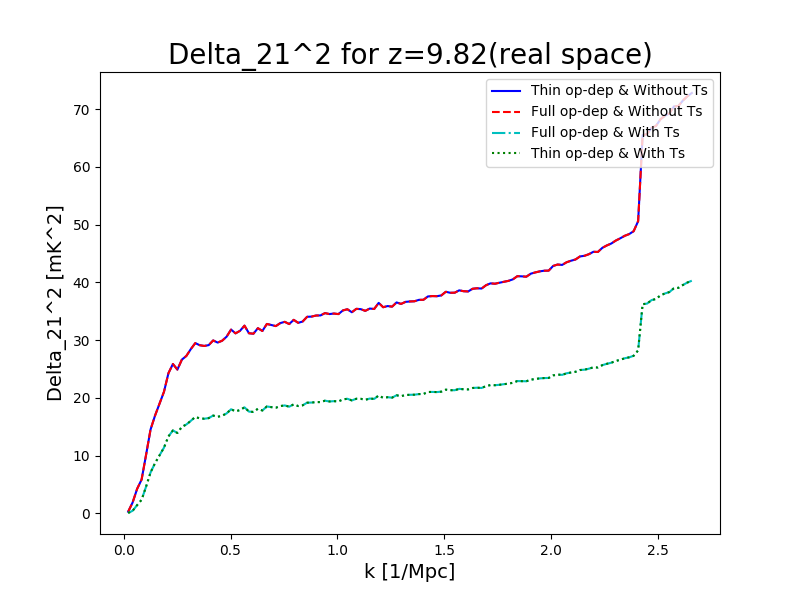 Delta_21^2 for z=9.82(real space)
Thin op-dep & Without Ts
Full op-dep & Without Ts
Full op-dep & With Ts
Thin op-dep & With Ts
Delta_21^2 [mK^2]
70
60
50
40
30
20
10
0
0.0
0.5
1.0
1.5
2.0
2.5
k [1/Mpc]